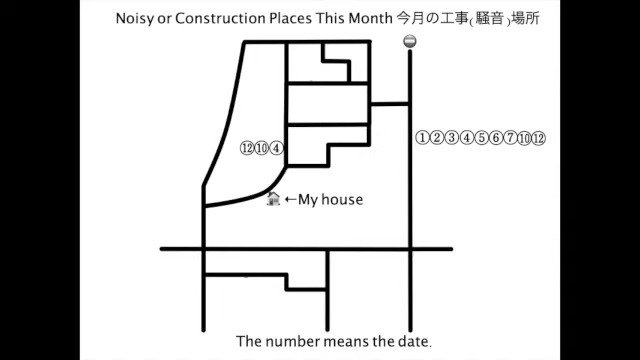 Noisy or Construction Places This Month 今月の工事(騒音)場所
①②③④⑤⑥⑦⑩⑫
⑫⑩④
←My house
The number means the date.